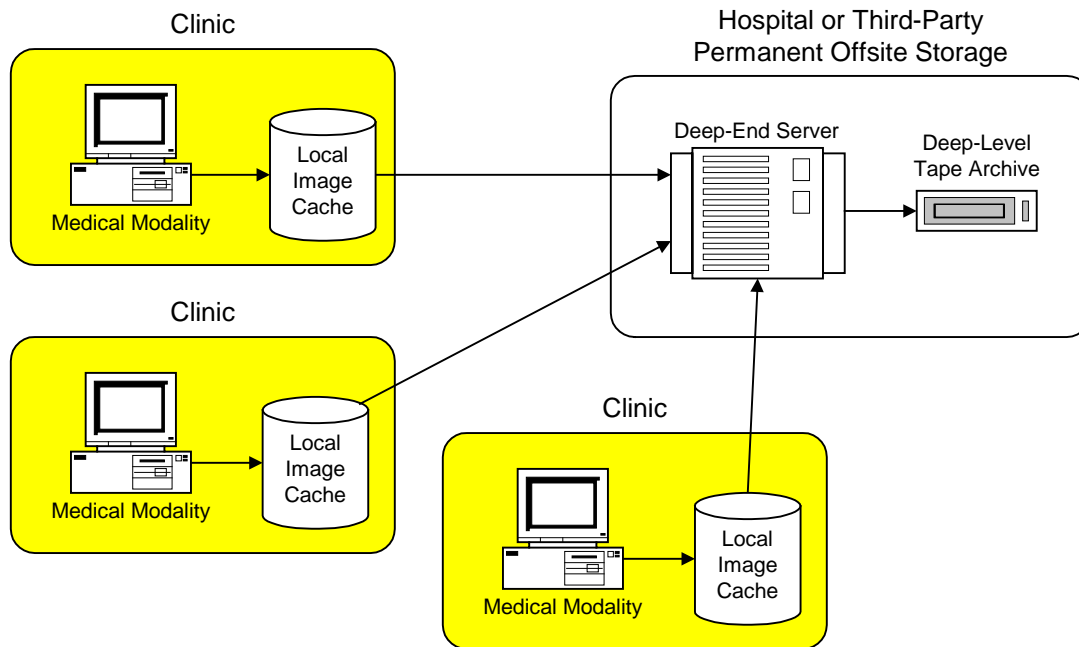 Clinic
Medical Modality
Local
Image
Cache
Hospital or Third-Party
Permanent Offsite Storage
Deep-End Server
Deep-Level
Tape Archive
Clinic
Medical Modality
Local
Image
Cache
Clinic
Medical Modality
Local
Image
Cache